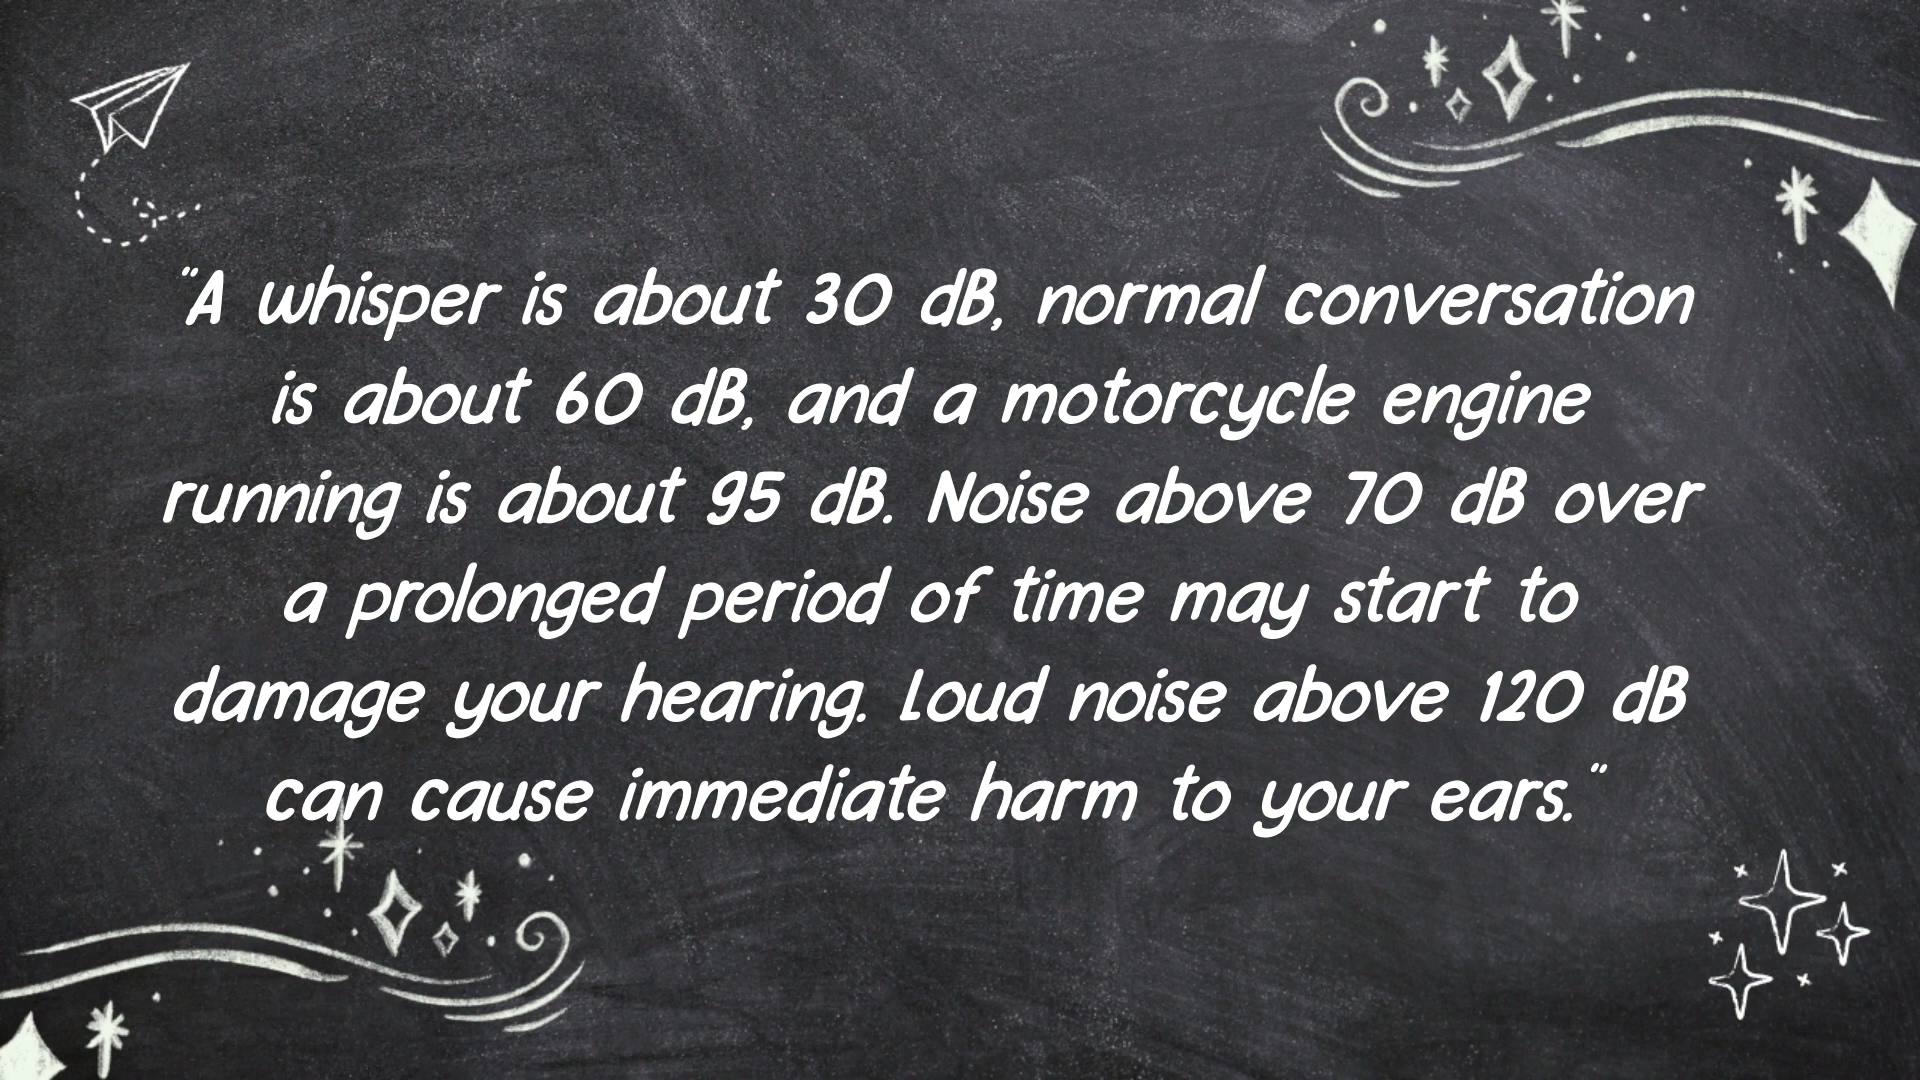 "A whisper is about 30 dB, normal conversation
is about 60 dB, and a motorcycle engine
running is about 95 dB. Noise above 70 dB over
a prolonged period of time may start to
damage your hearing. Loud noise above 120 dB
can cause immediate harm to your ears."